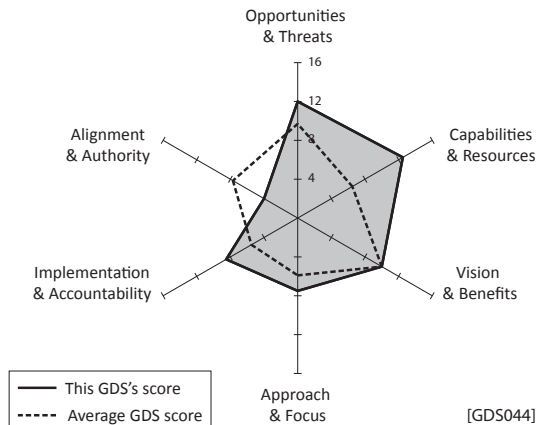 Opportunities
& Threats
16
12
8
4
Alignment
& Authority
Capabilities
& Resources
Implementation
& Accountability
Vision
& Benefits
Approach
& Focus
This GDS's score
Average GDS score
[GDS044]